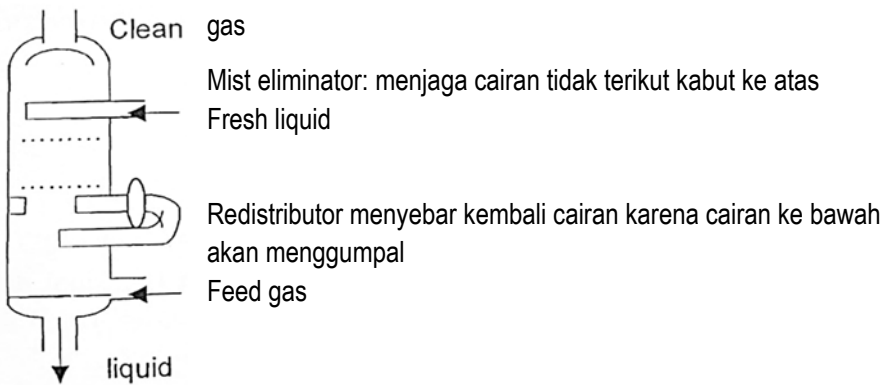 Clean gas
Mist eliminator: menjaga cairan tidak terikut kabut ke atas
Fresh liquid
Redistributor menyebar kembali cairan karena cairan ke bawah
akan menggumpal
Feed gas
liquid